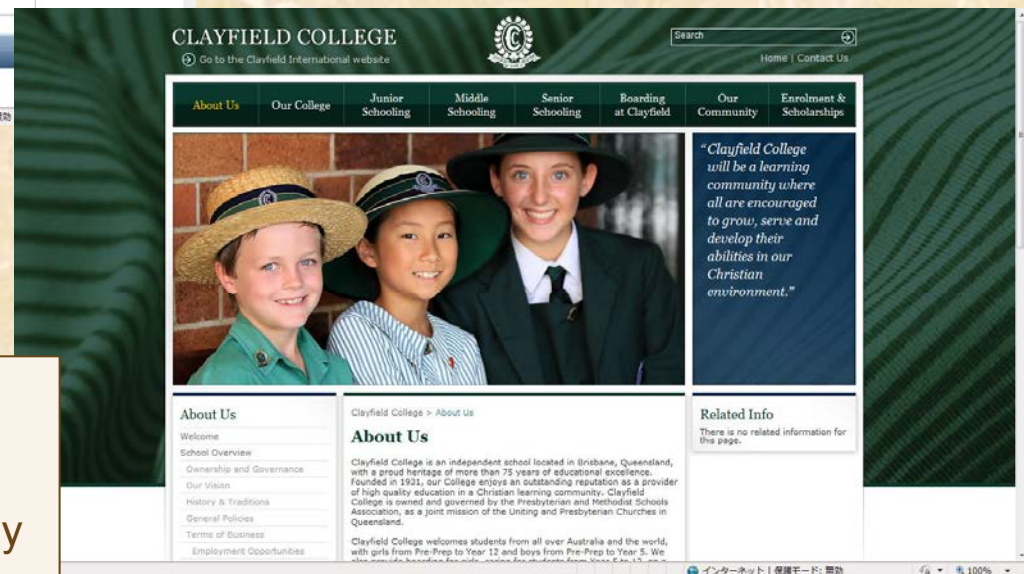 CLAYFIELD COLLEGE
Go to the Clayfield International website
C
Search
Home | Contact Us
About Us
Our College
Junior Schooling
Middle Schooling
Senior Schooling
Boarding at Clayfield
Our Community
Enrolment & Scholarships
“Clayfield College
will be a learning
community where
all are encouraged
to grow, serve and
develop their
abilities in our
Christian
environment.”
About Us
Welcome
School Overview
Ownership and Governance
Our Vision
History & Traditions
General Policies
Terms of Business
Employment Opportunities
Clayfield College > About Us
About Us
Clayfield College is an independent school located in Brisbane, Queensland,
with a proud heritage of more than 75 years of educational excellence.
Founded in 1931, our College enjoys an outstanding reputation as a provider
of high quality education in a Christian learning community. Clayfield
College is owned and governed by the Presbyterian and Methodist Schools
Association, as a joint mission of the Uniting and Presbyterian Churches in
Queensland.
Clayfield College welcomes students from all over Australia and the world,
with girls from Pre-Prep to Year 12 and boys from Pre-Prep to Year 5. We
Related Info
There is no related information for
this page.
y
インターネット | 保護モード: 無効
100%